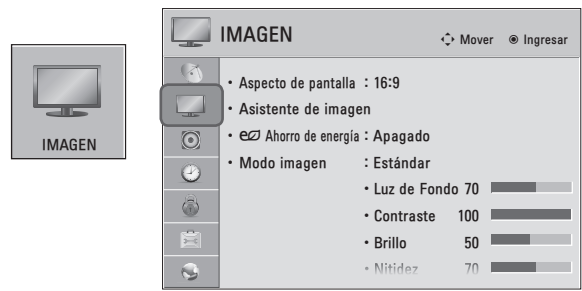 IMAGEN
IMAGEN
Mover
Ingresar
• Aspecto de pantalla : 16:9
• Asistente de imagen
• Ahorro de energía : Apagado
• Modo imagen : Estándar
• Luz de Fondo 70
• Contraste 100
• Brillo 50
• Nitidez 70